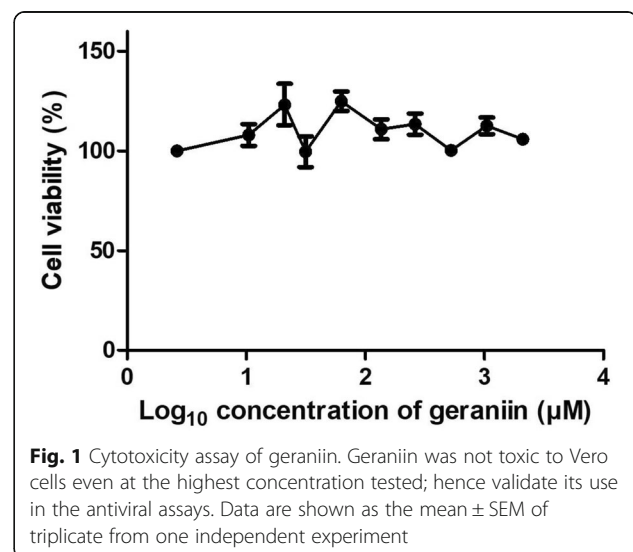 150
100
50
0
Cell viability (%)
0 1 2 3 4
Log10 concentration of geraniin (µM)
Fig. 1 Cytotoxicity assay of geraniin. Geraniin was not toxic to Vero
cells even at the highest concentration tested; hence validate its use
in the antiviral assays. Data are shown as the mean ± SEM of
triplicate from one independent experiment